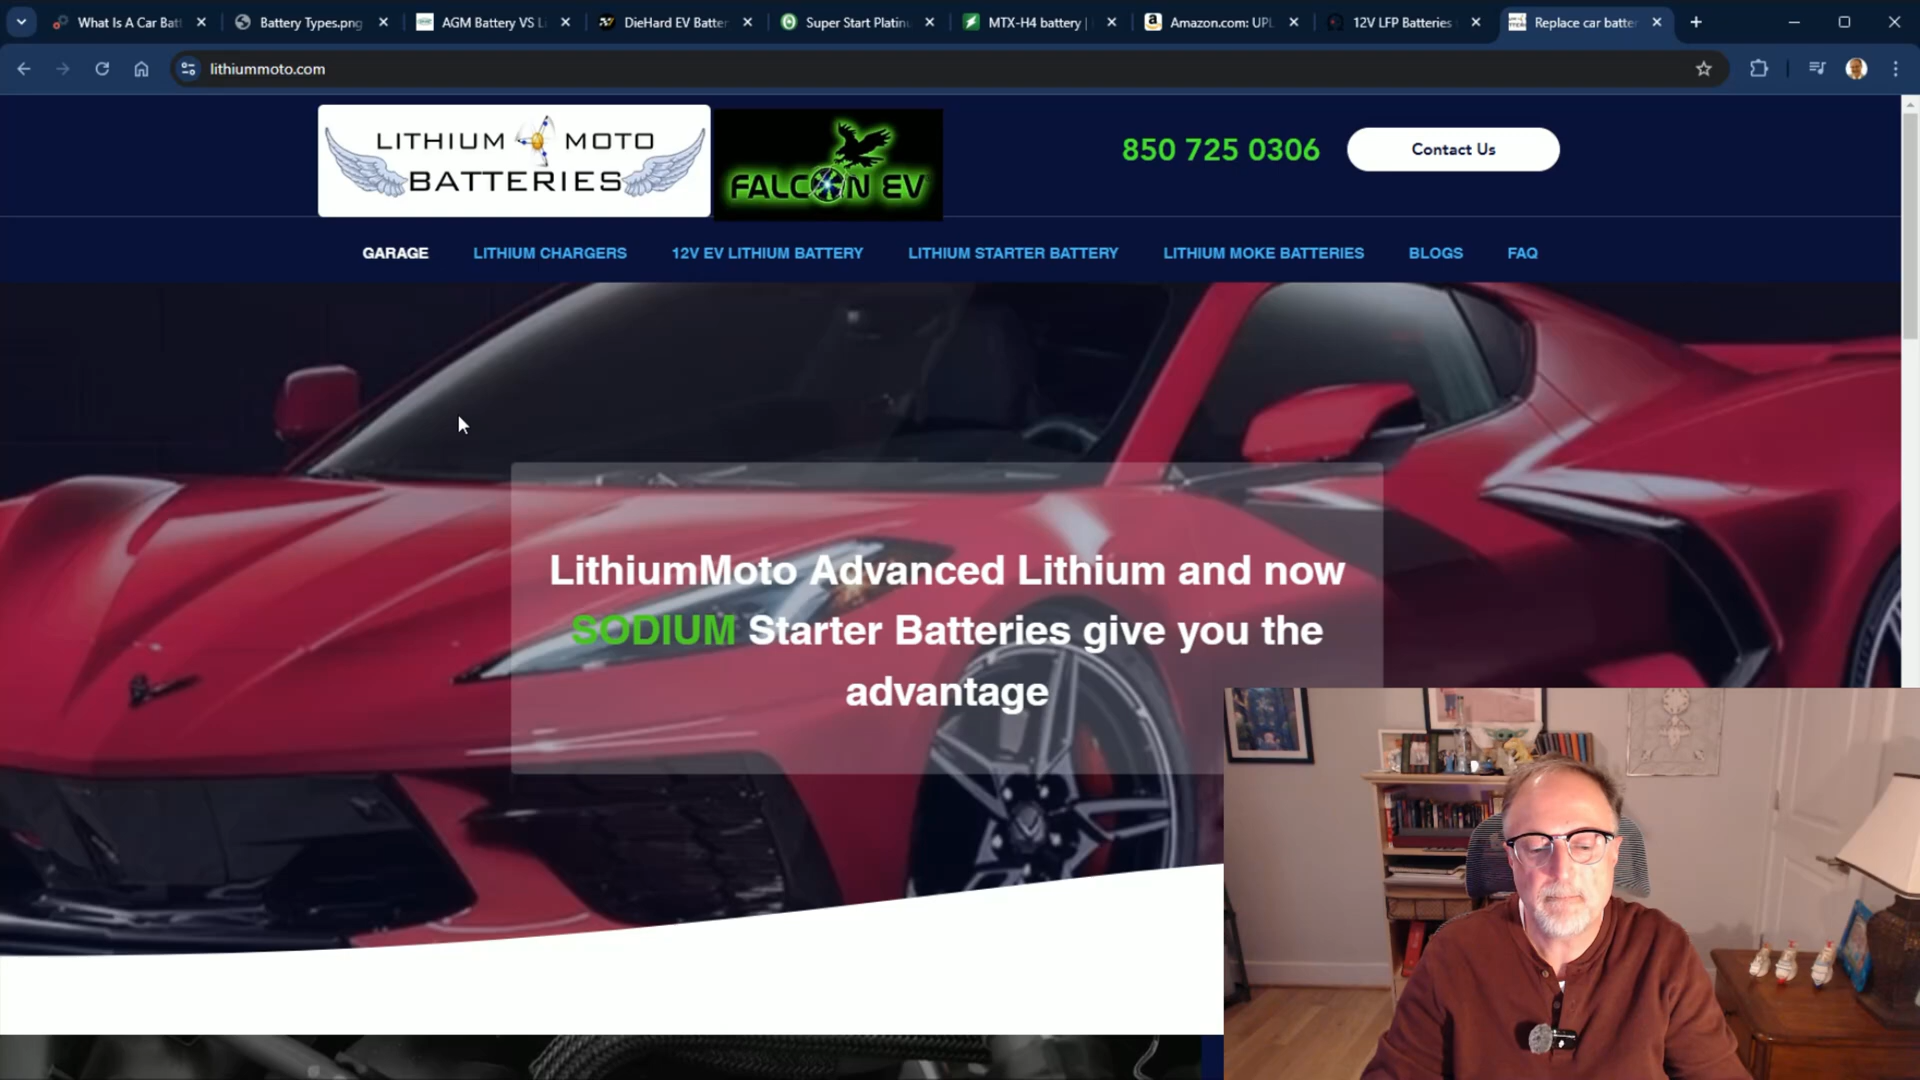 What Is A Car Batt
Battery Types.png
AGM Battery VS Li
DieHard EV Batter
Super Start Platinu
MTX-H4 battery |
Amazon.com: UPL
12V LFP Batteries
Replace car batte
lithiummoto.com
LITHIUM MOTO
BATTERIES
FALCON EV
850 725 0306
Contact Us
GARAGE
LITHIUM CHARGERS
12V EV LITHIUM BATTERY
LITHIUM STARTER BATTERY
LITHIUM MOKE BATTERIES
BLOGS
FAQ
LithiumMoto Advanced Lithium and now
SODIUM Starter Batteries give you the
advantage